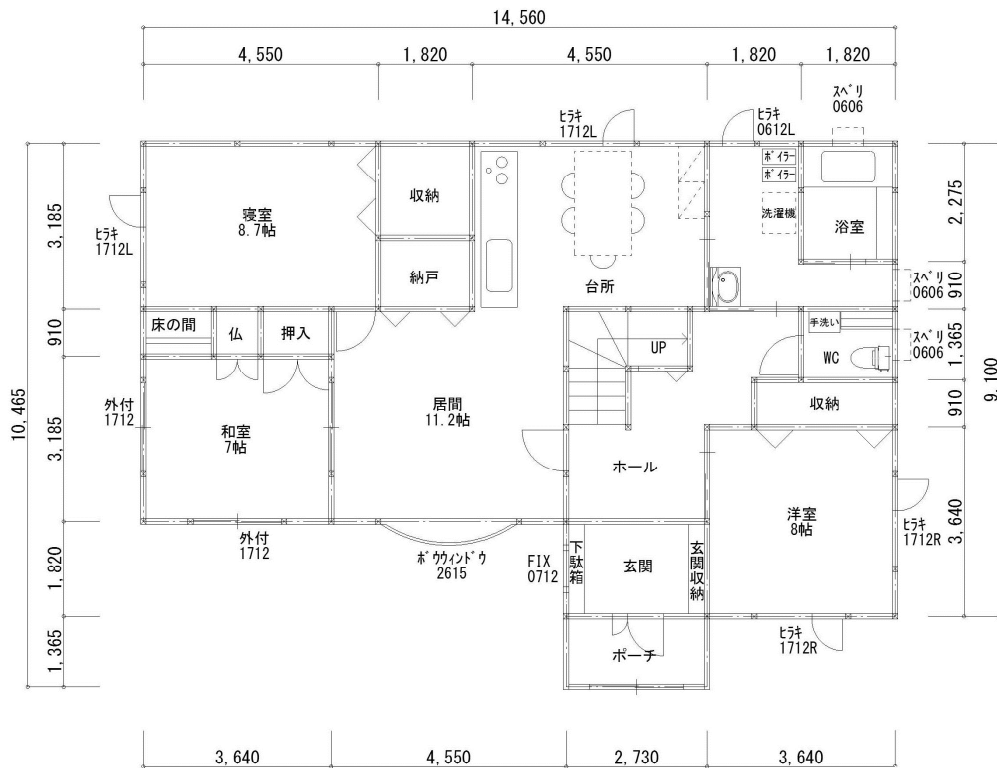 14,560
4,550
1,820
4,550
1,820
1,820
ｽﾍﾞﾘ
0606
ﾋﾗｷ
1712L
ﾋﾗｷ
0612L
ﾎﾞｲﾗｰ
ﾎﾞｲﾗｰ
収納
寝室
8.7帖
洗濯機
浴室
3,185
2,275
ﾋﾗｷ
1712L
納戸
台所
ｽﾍﾞﾘ
0606
910
床の間
仏
押入
手洗い
910
UP
WC
ｽﾍﾞﾘ
0606
1,365
10,465
9,100
外付
1712
居間
11.2帖
収納
910
和室
7帖
3,185
ホール
洋室
8帖
ﾋﾗｷ
1712R
3,640
外付
1712
ﾎﾞｳｳｨﾝﾄﾞｳ
2615
FIX
0712
下駄箱
玄関
玄関収納
1,820
ﾋﾗｷ
1712R
ポーチ
1,365
3,640
4,550
2,730
3,640